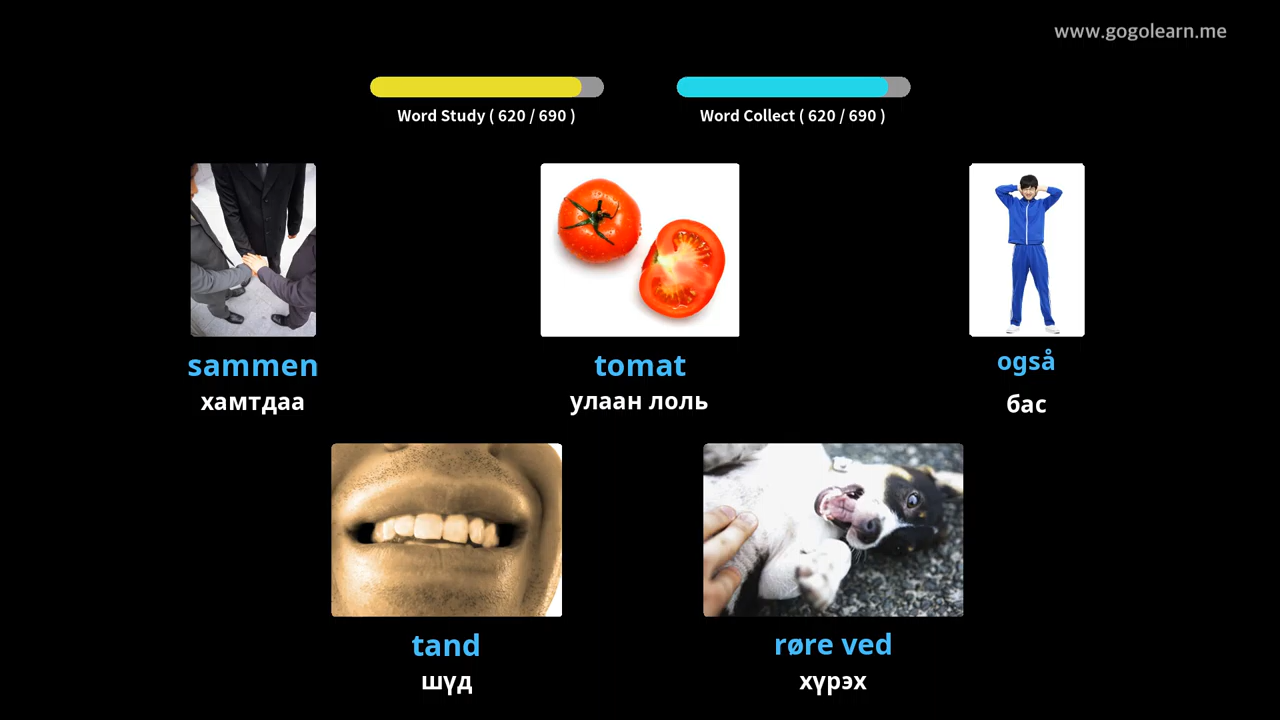 www.gogolearn.me
Word Study ( 620 / 690 )
Word Collect ( 620 / 690 )
sammen
хамтдаа
tomat
улаан лоль
også
бас
tand
шүд
røre ved
хүрэх